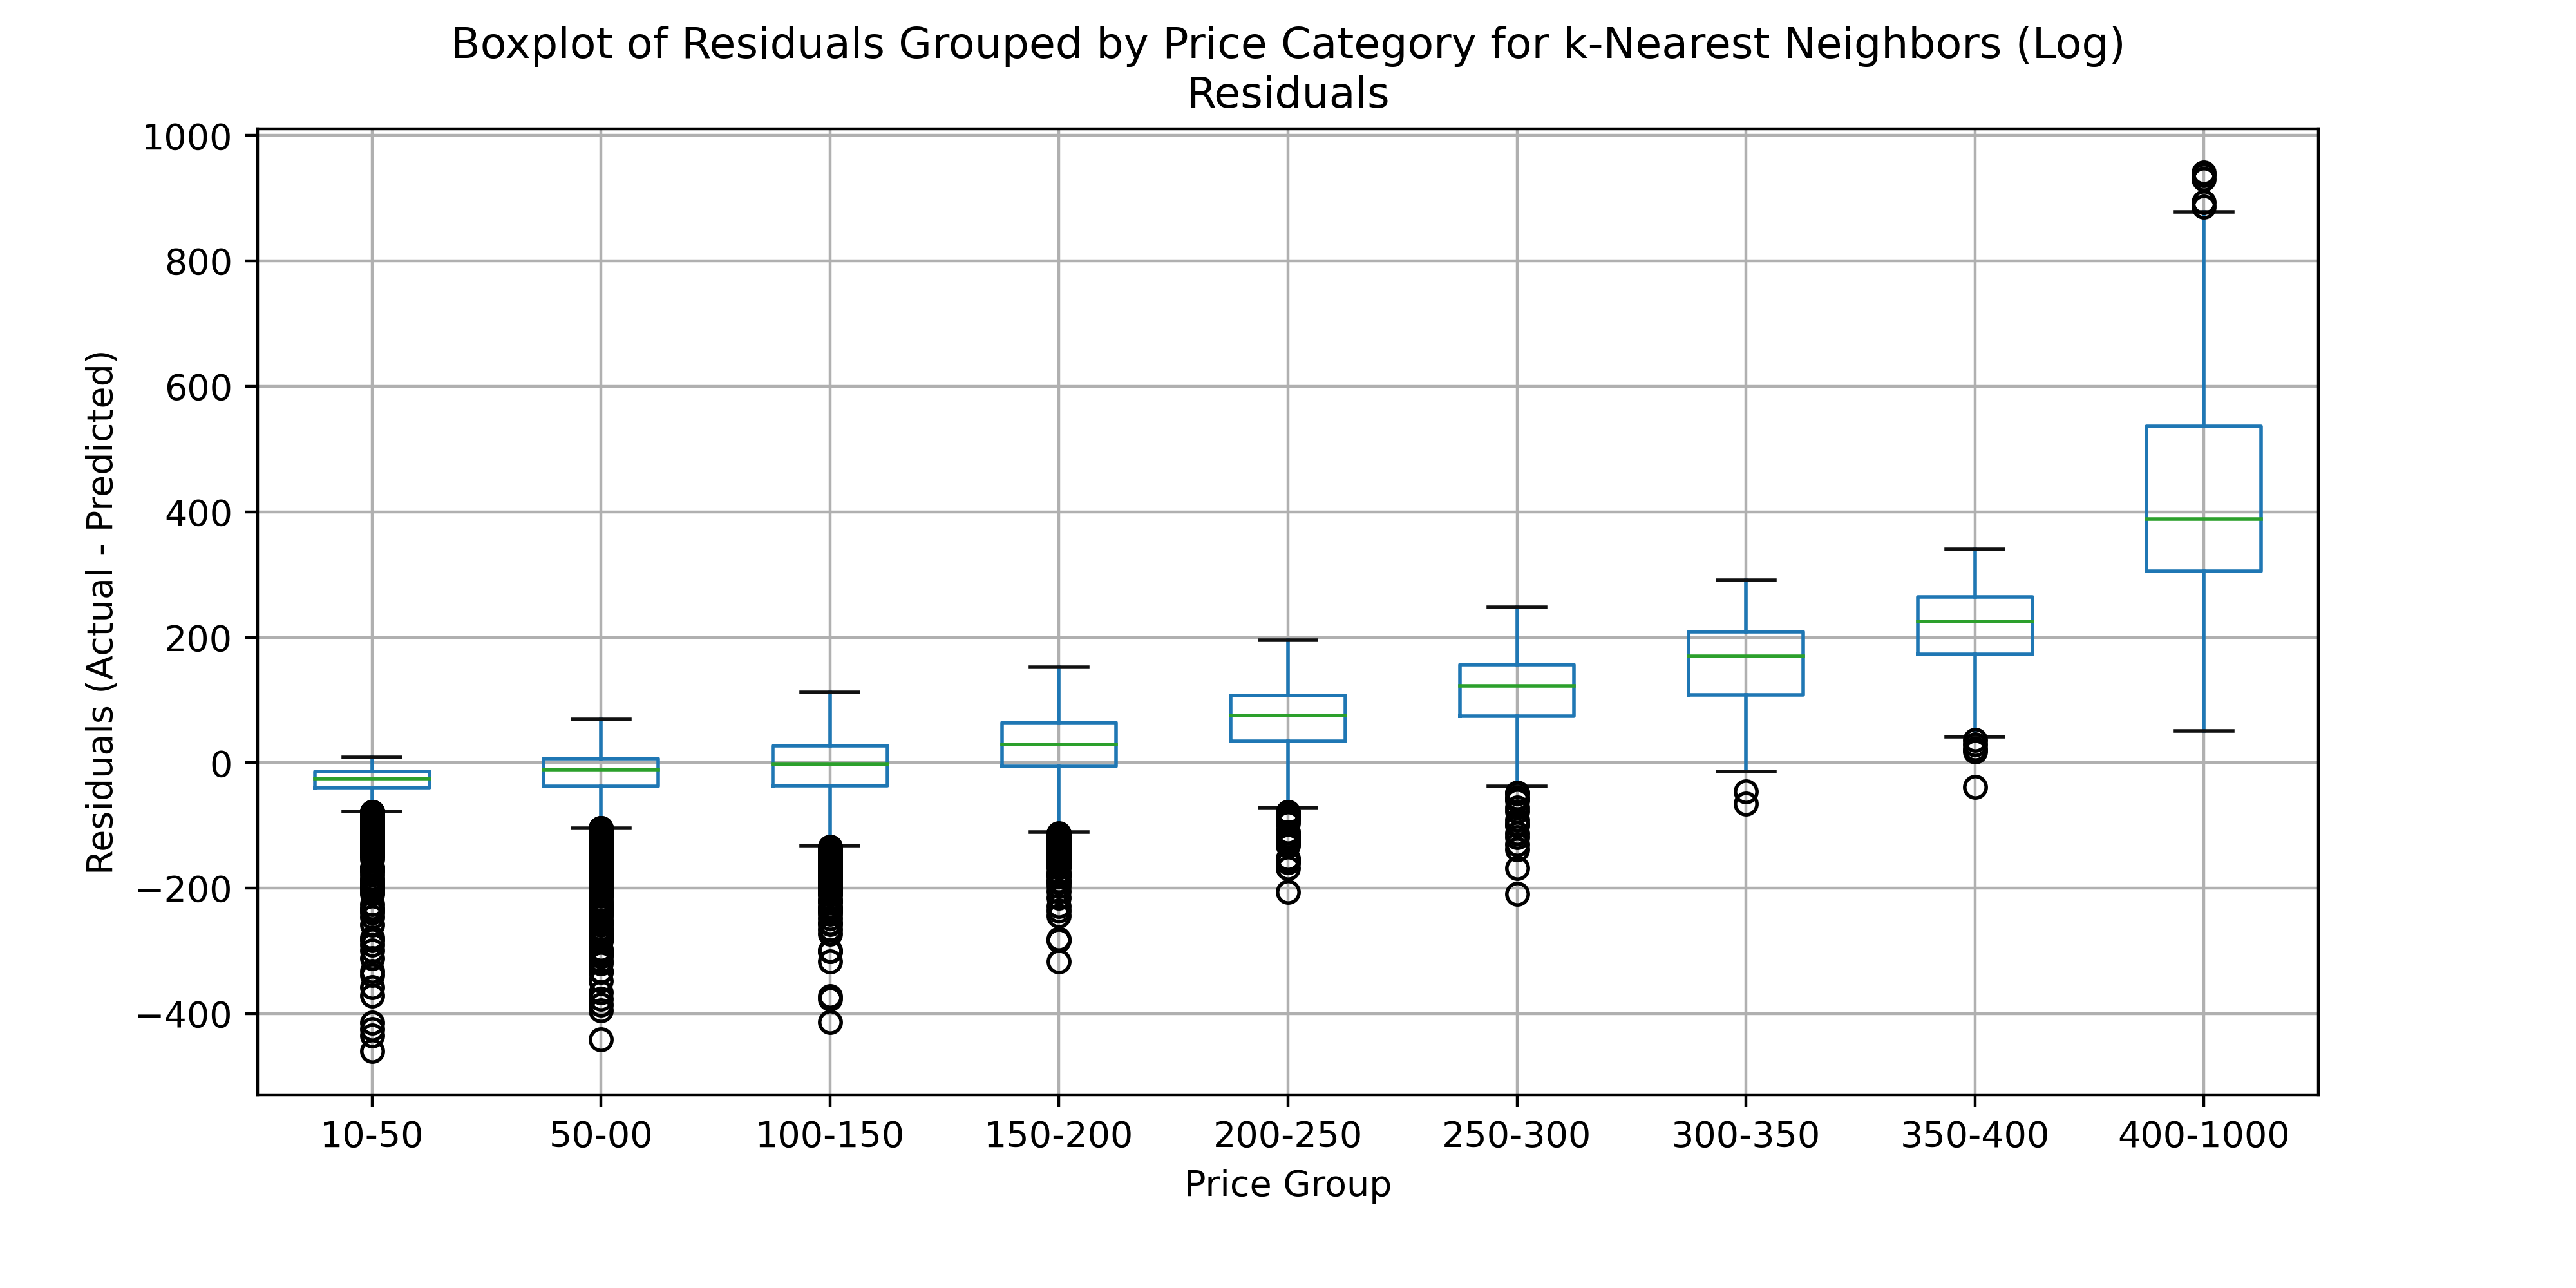 Boxplot of Residuals Grouped by Price Category for k-Nearest Neighbors (Log)
Residuals
Residuals (Actual - Predicted)
1000
800
600
400
200
0
−200
−400
10-50 50-00 100-150 150-200 200-250 250-300 300-350 350-400 400-1000
Price Group